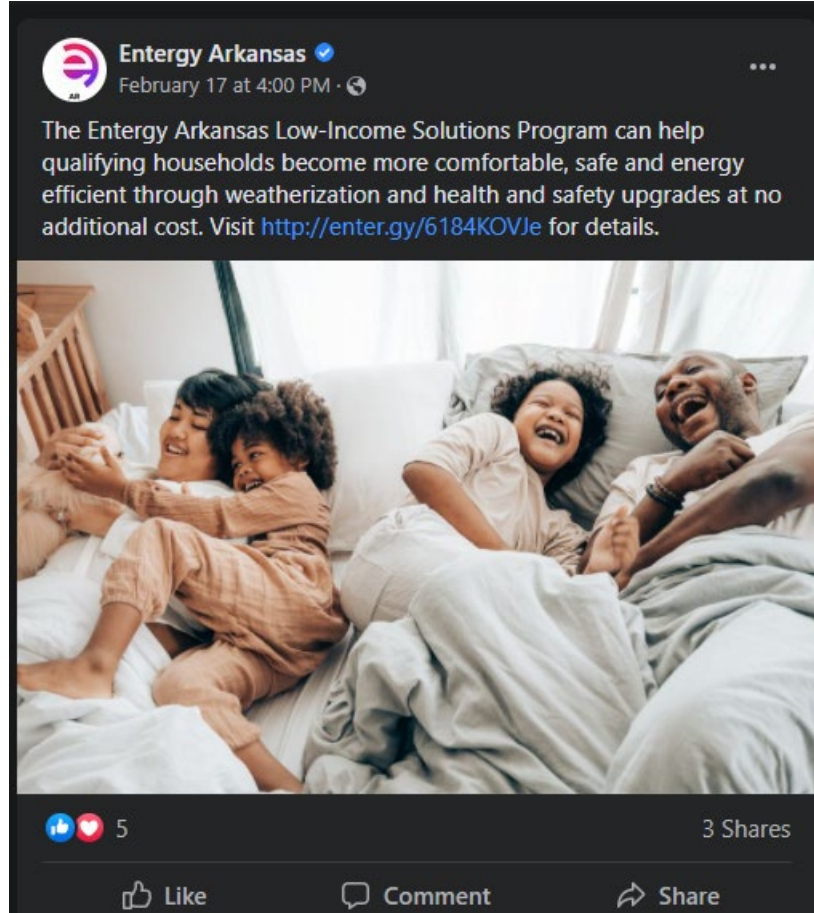 Entergy Arkansas
February 17 at 4:00 PM ·
AR
The Entergy Arkansas Low-Income Solutions Program can help
qualifying households become more comfortable, safe and energy
efficient through weatherization and health and safety upgrades at no
additional cost. Visit http://enter.gy/6184KOVJe for details.
5
3 Shares
Like
Comment
Share